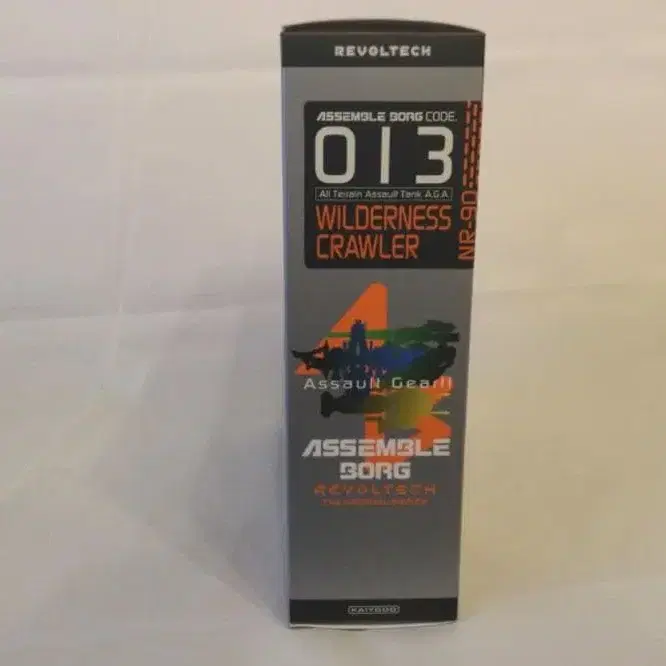 REVOLTECH
ASSEMBLE BORG CODE.
013
All Terrain Assault Tank A.G.A.
WILDERNESS
CRAWLER
NR-90
Assault Gear!!
ASSEMBLE
BORG
REVOLTECH
KAIYODO